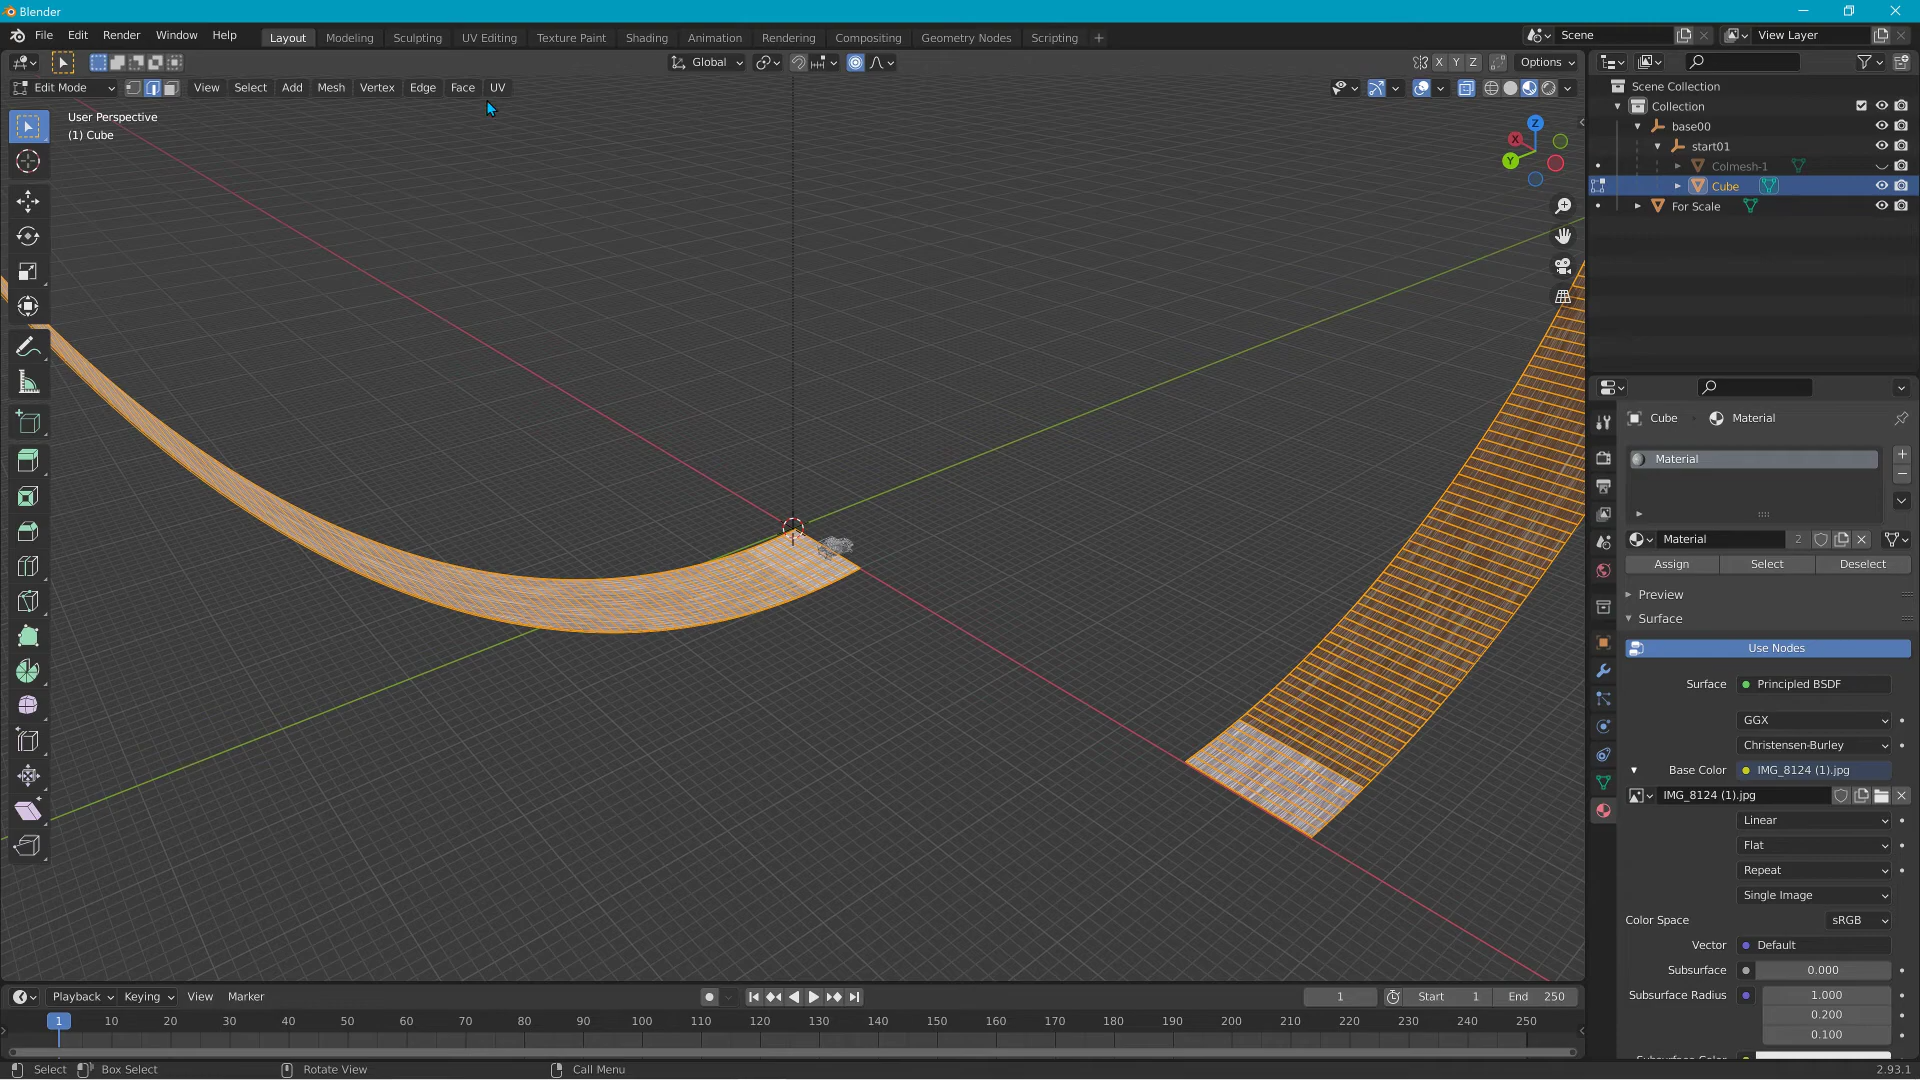 Blender
File Edit Render Window Help Layout Modeling Sculpting UV Editing Texture Paint Shading Animation Rendering Compositing Geometry Nodes Scripting + Scene View Layer
Global X Y Z Options
Edit Mode View Select Add Mesh Vertex Edge Face UV
User Perspective
(1) Cube
Z
X
Y
Scene Collection
Collection
base00
start01
Colmesh-1
Cube
For Scale
Cube Material
Material
Material 2
Assign Select Deselect
Preview
Surface
Use Nodes
Surface Principled BSDF
GGX
Christensen-Burley
Base Color IMG_8124 (1).jpg
IMG_8124 (1).jpg
Linear
Flat
Repeat
Single Image
Color Space sRGB
Vector Default
Subsurface 0.000
Subsurface Radius 1.000
0.200
0.100
Playback Keying View Marker 1 Start 1 End 250
1 10 20 30 40 50 60 70 80 90 100 110 120 130 140 150 160 170 180 190 200 210 220 230 240 250
Select Box Select Rotate View Call Menu 2.93.1